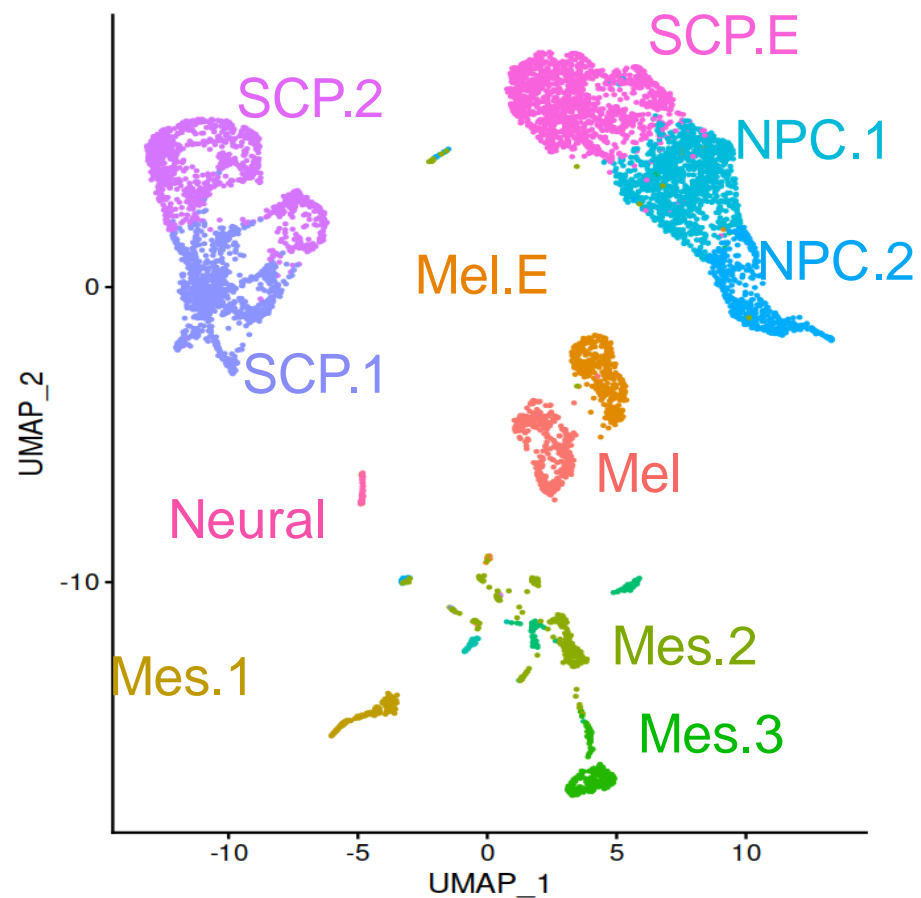 SCP.E
SCP.2
NPC.1
NPC.2
Mel.E
0
SCP.1
UMAP_2
Mel
Neural
-10
Mes.2
Mes.1
Mes.3
-10 -5 0 5 10
UMAP_1